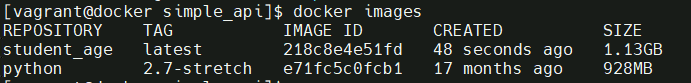 [vagrant@docker simple_api]$ docker images
REPOSITORY TAG IMAGE ID CREATED SIZE
student_age latest 218c8e4e51fd 48 seconds ago 1.13GB
python 2.7-stretch e71fc5c0fcb1 17 months ago 928MB